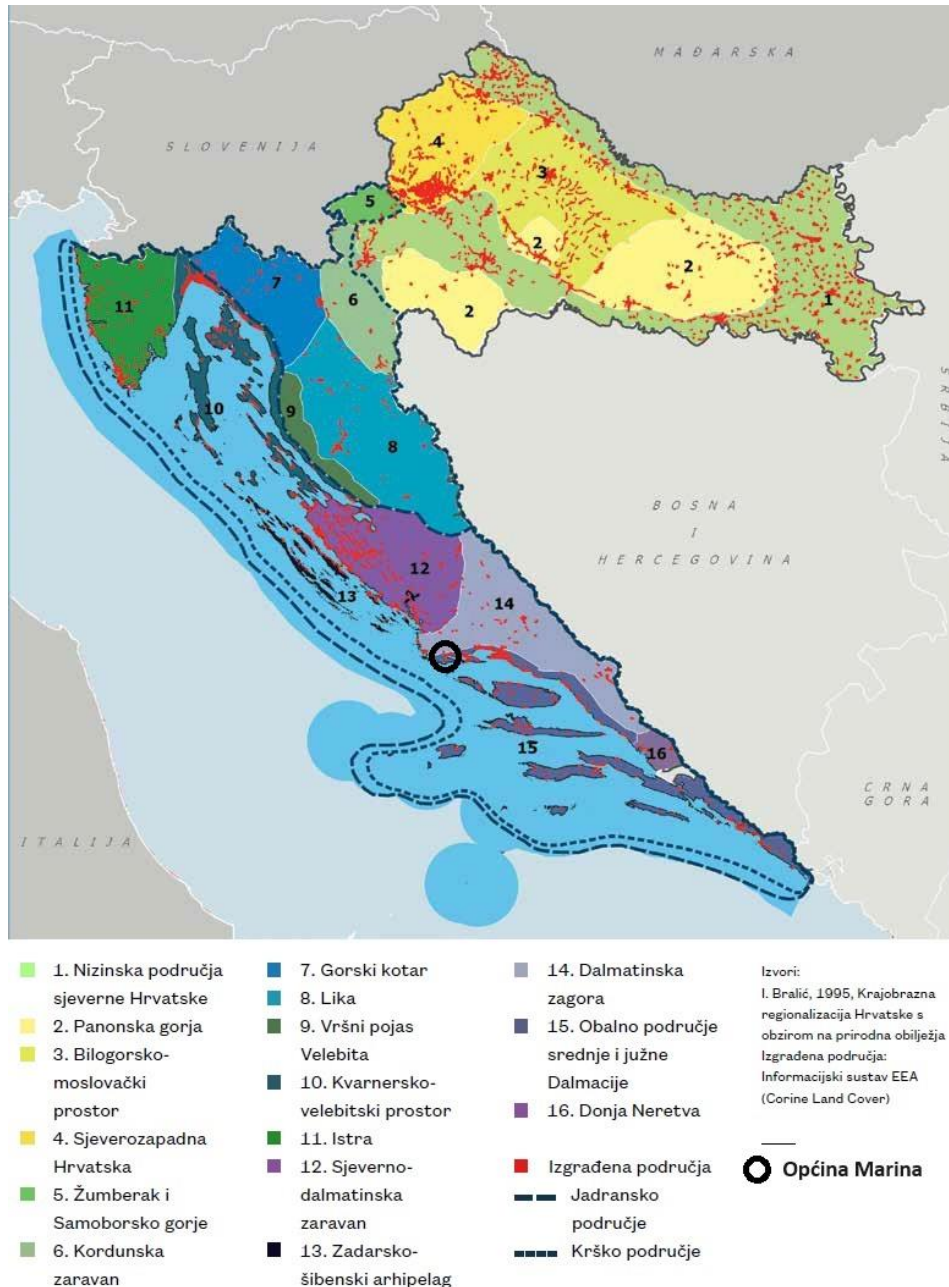 MAĐARSKA
SLOVENIJA
4
3
5
2
2
7
6
2
1
11
10
9
8
SRBIJA
BOSNA
I
HERCEGOVINA
12
13
14
15
16
CRNA
GORA
ITALIJA
1. Nizinska područja
sjeverne Hrvatske
2. Panonska gorja
3. Bilogorsko-
moslovački
prostor
4. Sjeverozapadna
Hrvatska
5. Žumberak i
Samoborsko gorje
6. Kordunska
zaravan
7. Gorski kotar
8. Lika
9. Vršni pojas
Velebita
10. Kvarnersko-
velebitski prostor
11. Istra
12. Sjeverno-
dalmatinska
zaravan
13. Zadarsko-
šibenski arhipelag
14. Dalmatinska
zagora
15. Obalno područje
srednje i južne
Dalmacije
16. Donja Neretva
Izgrađena područja
Jadransko
područje
Krško područje
Izvori:
I. Bralić, 1995, Krajobrazna
regionalizacija Hrvatske s
obzirom na prirodna obilježja
Izgrađena područja:
Informacijski sustav EEA
(Corine Land Cover)
Općina Marina